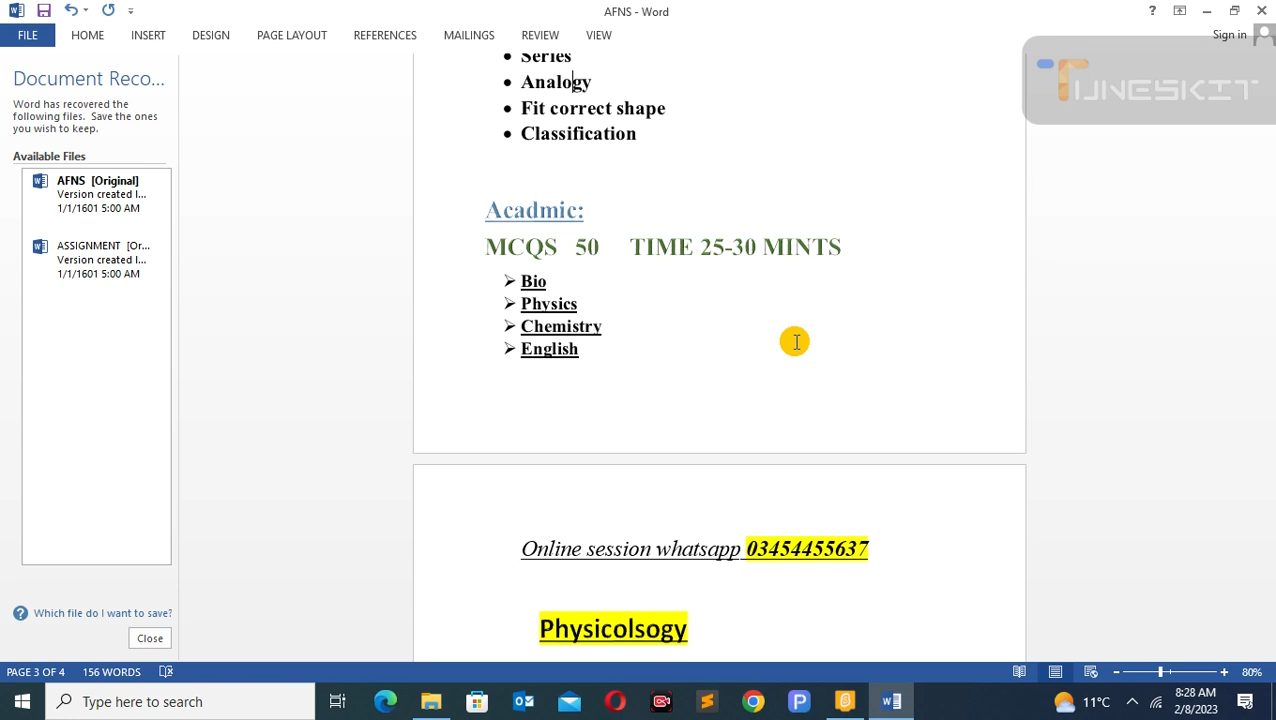 AFNS - Word
FILE HOME INSERT DESIGN PAGE LAYOUT REFERENCES MAILINGS REVIEW VIEW Sign in
TUNESKIT
Document Reco...
Word has recovered the
following files. Save the ones
you wish to keep.
Available Files
AFNS [Original]
Version created l...
1/1/1601 5:00 AM
ASSIGNMENT [Or...
Version created l...
1/1/1601 5:00 AM
Which file do I want to save?
Close
• Series
• Analogy
• Fit correct shape
• Classification
Acadmic:
MCQS 50 TIME 25-30 MINTS
➢ Bio
➢ Physics
➢ Chemistry
➢ English
Online session whatsapp 03454455637
Physicolsogy
PAGE 3 OF 4 156 WORDS 80%
Type here to search
11°C
8:28 AM
2/8/2023